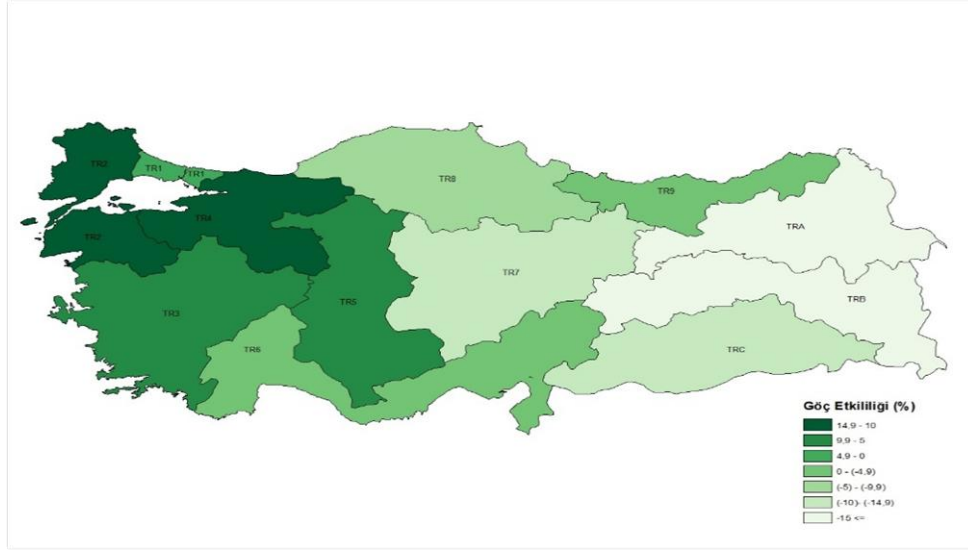 TR2
TR1
TR1
TR8
TR9
TR4
TRA
TR2
TR7
TR3
TR5
TRB
TR6
TRC
Göç Etkililigi (%)
14,9 - 10
9,9 - 5
4,9 - 0
0 - (-4,9)
(-5) - (-9,9)
(-10)- (-14,9)
-15 <=